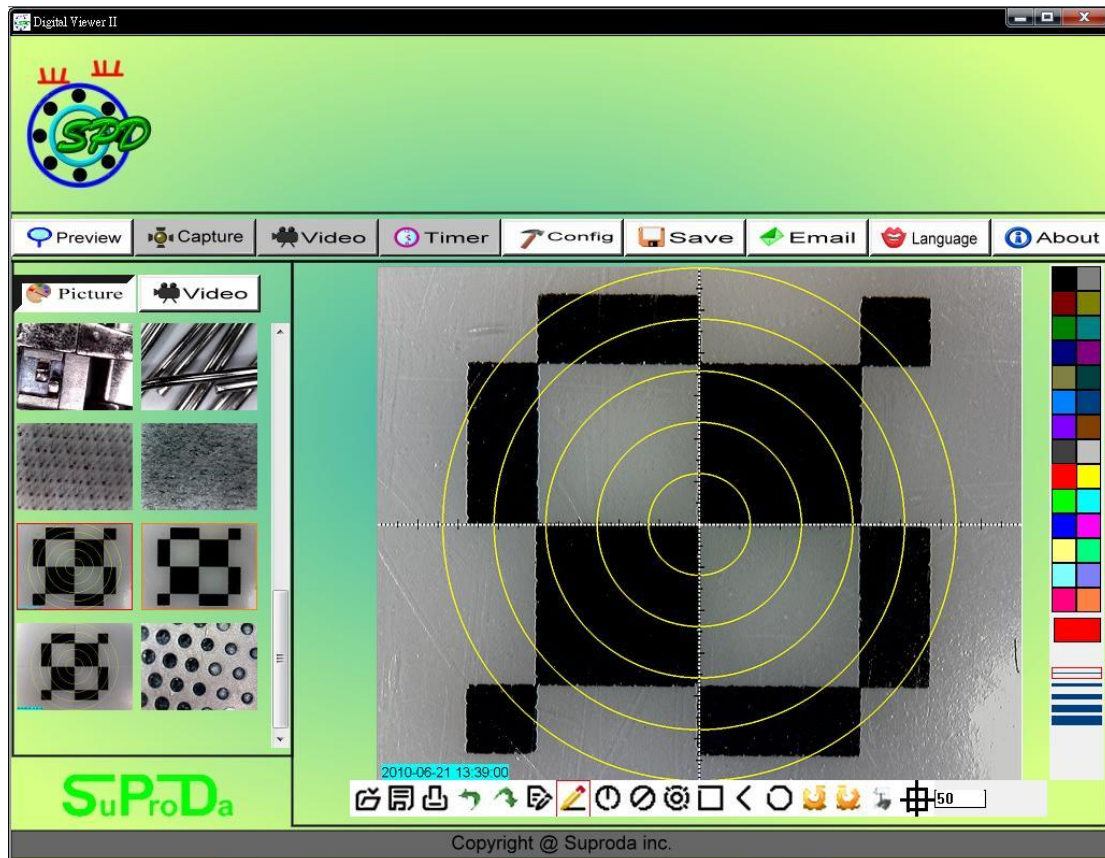 Digital Viewer II
SPD
Preview Capture Video Timer Config Save Email Language About
Picture Video
2010-06-21 13:39:00
50
SuProDa
Copyright @ Suproda inc.